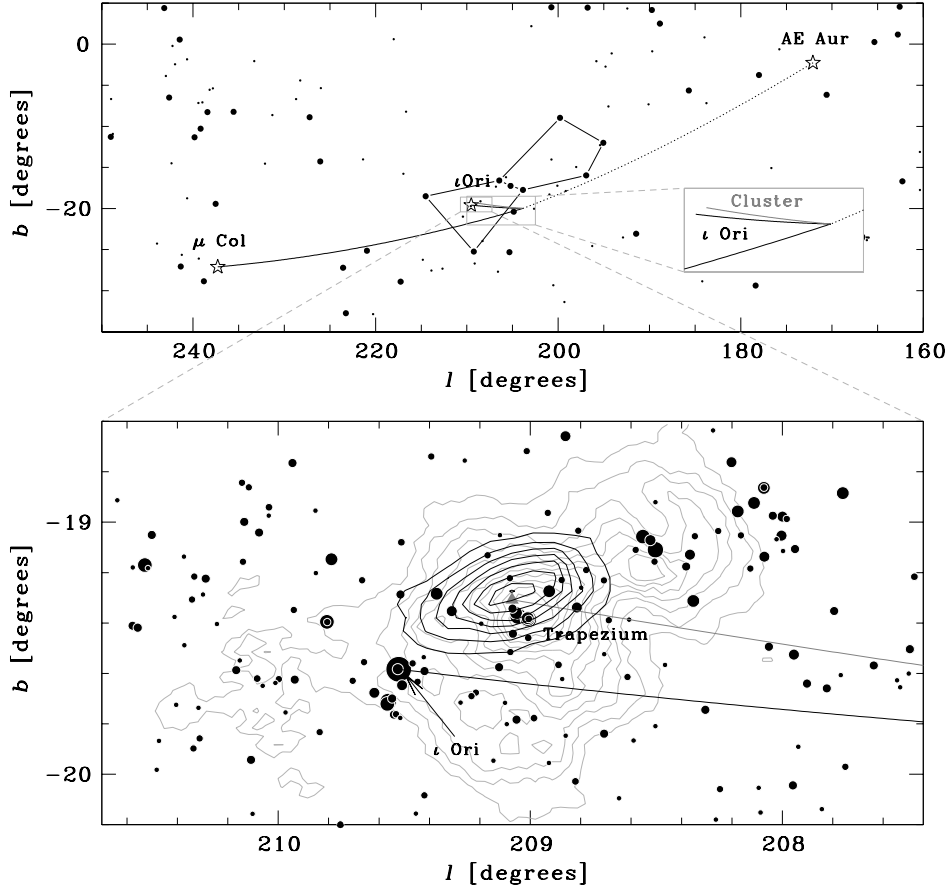 AE Aur
0
ιOri
Cluster
-20
μ Col
ι Ori
b [degrees]
240
220
200
180
160
l [degrees]
-19
Trapezium
b [degrees]
ι Ori
-20
210
209
208
l [degrees]